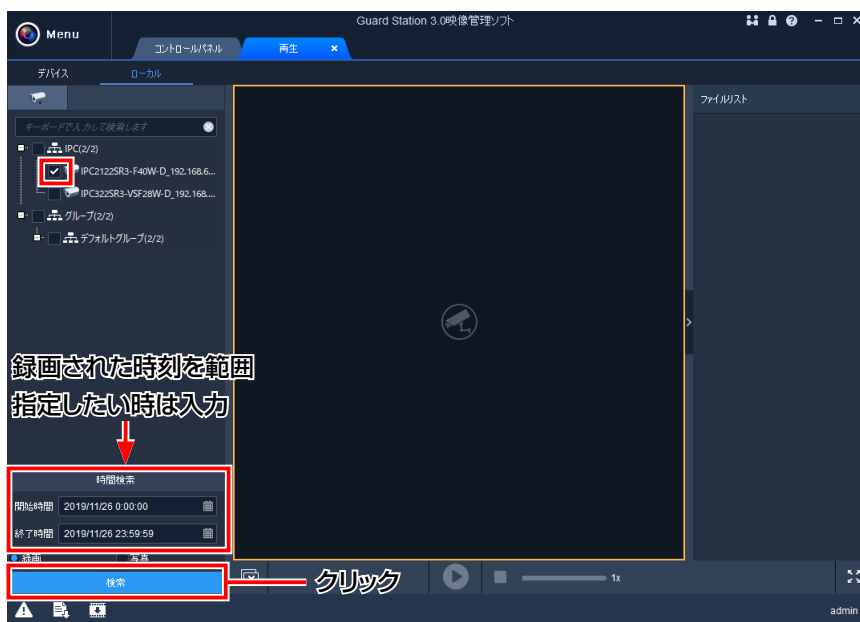 Guard Station 3.0映像管理ソフト
Menu
コントロールパネル
再生
デバイス
ローカル
ファイルリスト
キーボードで入力して検索します
IPC(2/2)
IPC2122SR3-F40W-D_192.168.6...
IPC322SR3-VSF28W-D_192.168....
グループ(2/2)
デフォルトグループ(2/2)
録画された時刻を範囲
指定したい時は入力
時間検索
開始時間 2019/11/26 0:00:00
終了時間 2019/11/26 23:59:59
録画 写真
検索
クリック
1x
admin